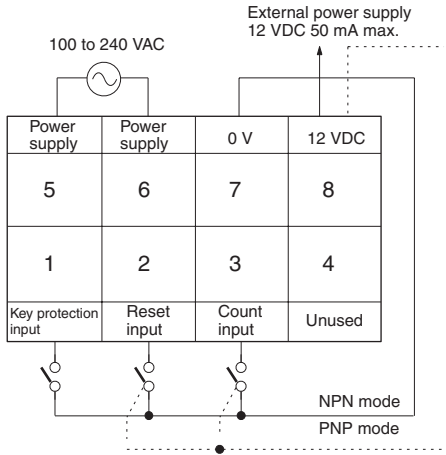 External power supply
12 VDC 50 mA max.
100 to 240 VAC
Power supply
Power supply
0 V
12 VDC
5
6
7
8
1
2
3
4
Key protection input
Reset input
Count input
Unused
NPN mode
PNP mode